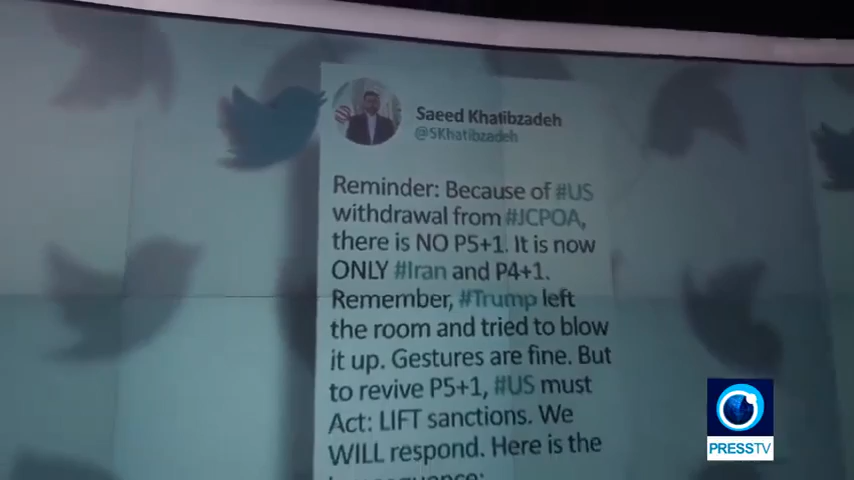 Saeed Khatibzadeh
@SKhatibzadeh
Reminder: Because of #US
withdrawal from #JCPOA,
there is NO P5+1. It is now
ONLY #Iran and P4+1.
Remember, #Trump left
the room and tried to blow
it up. Gestures are fine. But
to revive P5+1, #US must
Act: LIFT sanctions. We
WILL respond. Here is the
PRESSTV